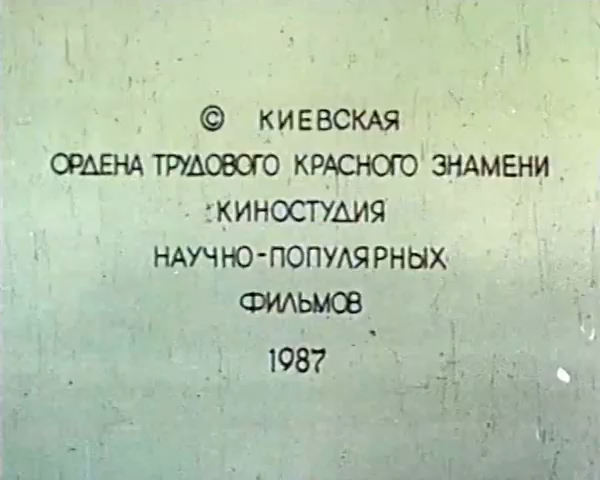 © КИЕВСКАЯ
ОРДЕНА ТРУДОВОГО КРАСНОГО ЗНАМЕНИ
КИНОСТУДИЯ
НАУЧНО-ПОПУЛЯРНЫХ
ФИЛЬМОВ
1987